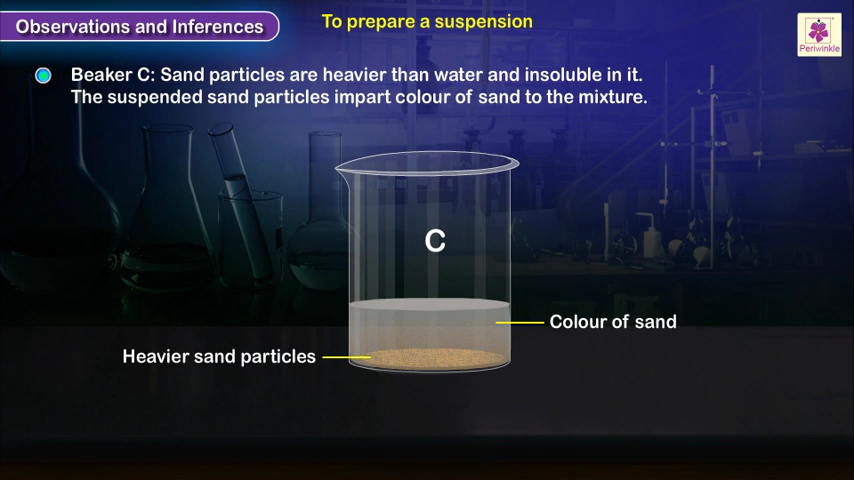 Observations and Inferences
To prepare a suspension
Periwinkle
Beaker C: Sand particles are heavier than water and insoluble in it.
The suspended sand particles impart colour of sand to the mixture.
C
Colour of sand
Heavier sand particles